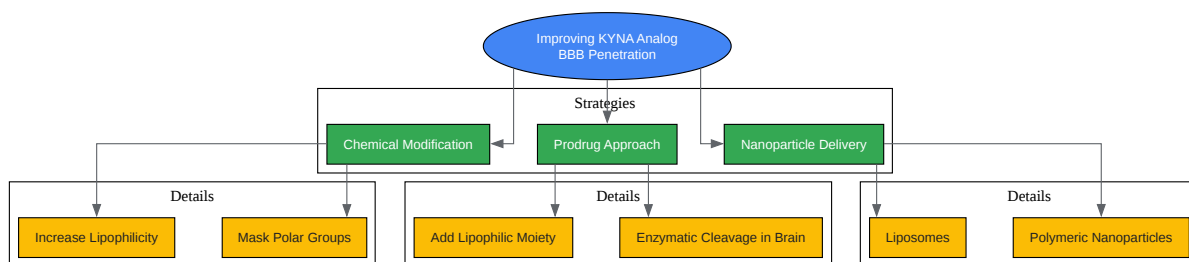 Improving KYNA Analog
BBB Penetration
Strategies
Chemical Modification
Prodrug Approach
Nanoparticle Delivery
Details
Details
Details
Increase Lipophilicity
Mask Polar Groups
Add Lipophilic Moiety
Enzymatic Cleavage in Brain
Liposomes
Polymeric Nanoparticles